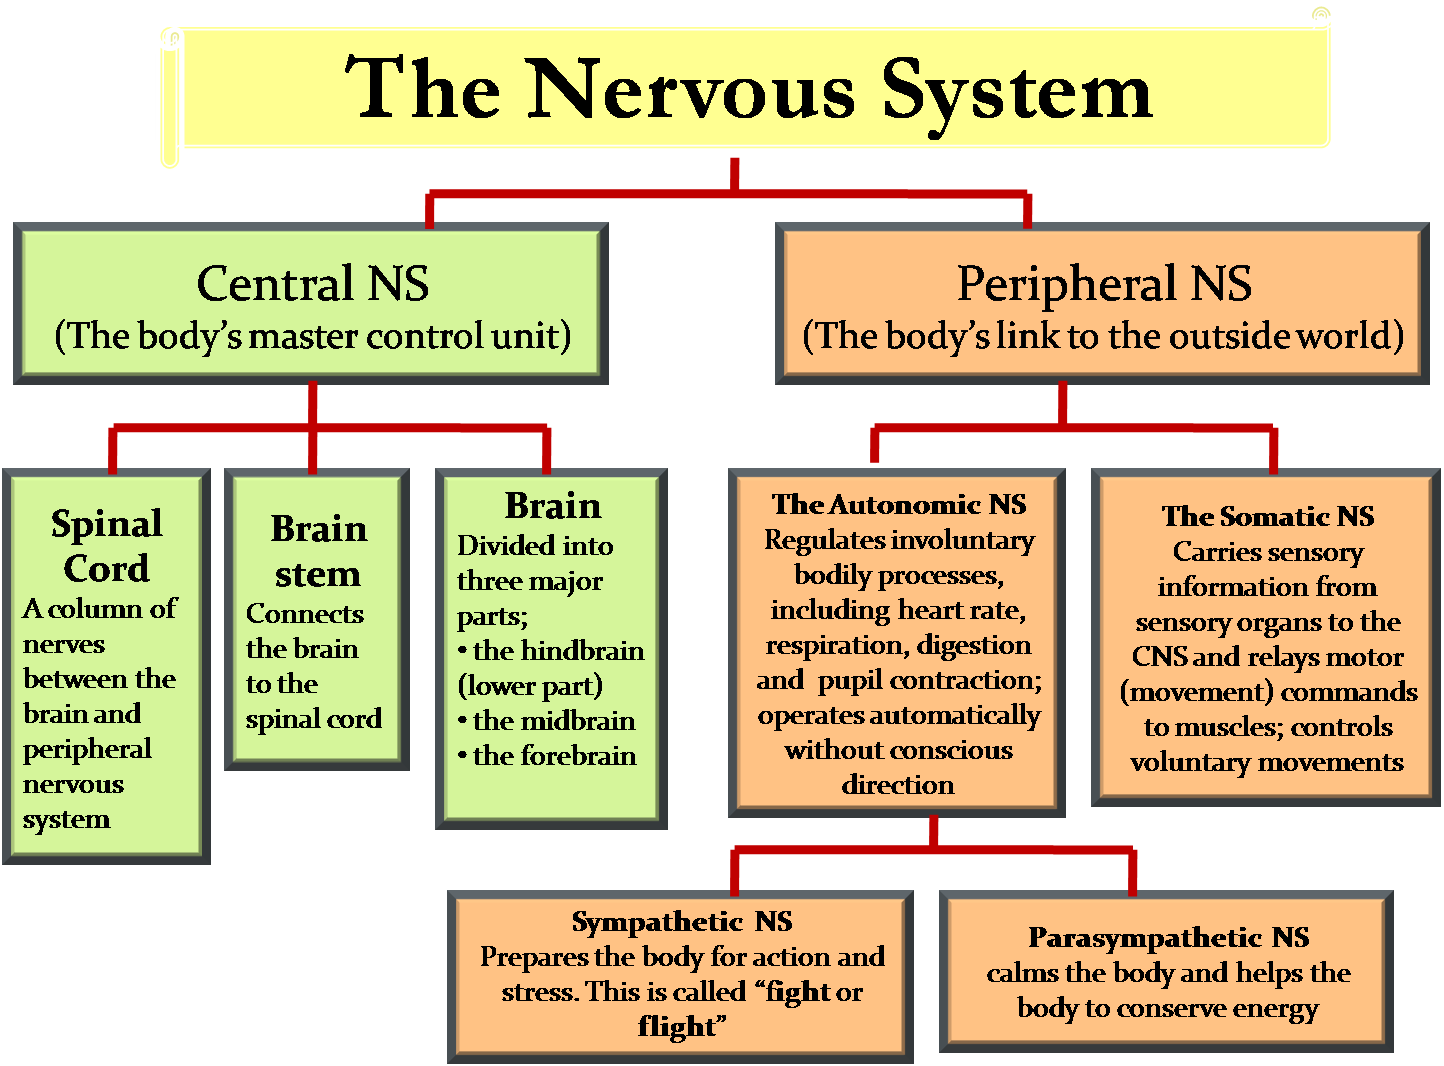 The Nervous System
Central NS
(The body's master control unit)
Peripheral NS
(The body's link to the outside world)
Spinal
Cord
A column of
nerves
between the
brain and
peripheral
nervous
system
Brain
stem
Connects
the brain
to the
spinal cord
Brain
Divided into
three major
parts;
• the hindbrain
(lower part)
• the midbrain
• the forebrain
The Autonomic NS
Regulates involuntary
bodily processes,
including heart rate,
respiration, digestion
and pupil contraction;
operates automatically
without conscious
direction
The Somatic NS
Carries sensory
information from
sensory organs to the
CNS and relays motor
(movement) commands
to muscles; controls
voluntary movements
Sympathetic NS
Prepares the body for action and
stress. This is called “fight or
flight”
Parasympathetic NS
calms the body and helps the
body to conserve energy